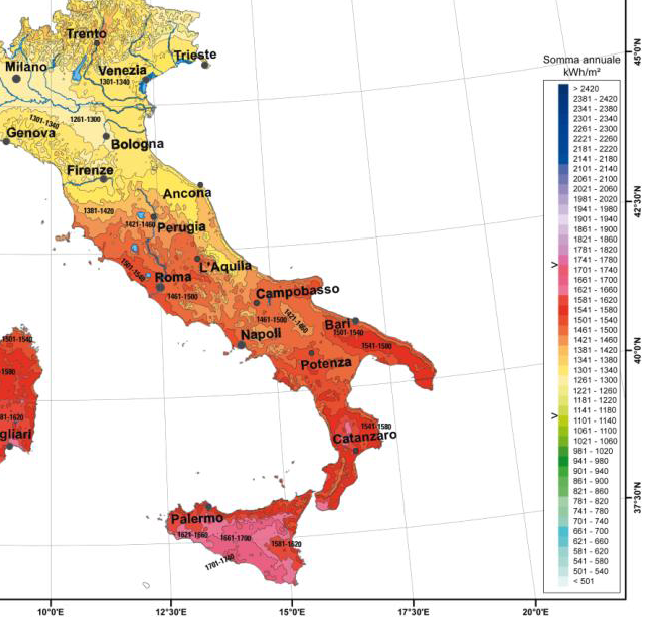 Trento
Trieste
Milano
Venezia
1301-1340
1301-1340
1261-1300
Genova
Bologna
Firenze
Ancona
1381-1420
1421-1460
Perugia
L'Aquila
Roma
1501-1540
1461-1500
Campobasso
1461-1500
1421-1460
Bari
1501-1540
1541-1580
Napoli
Potenza
1501-1540
1541-1580
Catanzaro
gliari
Palermo
1621-1660
1661-1700
1581-1620
1701-1740
Somma annuale
kWh/m²
> 2420
2381 - 2420
2341 - 2380
2301 - 2340
2261 - 2300
2221 - 2260
2181 - 2220
2141 - 2180
2101 - 2140
2061 - 2100
2021 - 2060
1981 - 2020
1941 - 1980
1901 - 1940
1861 - 1900
1821 - 1860
1781 - 1820
1741 - 1780
1701 - 1740
1661 - 1700
1621 - 1660
1581 - 1620
1541 - 1580
1501 - 1540
1461 - 1500
1421 - 1460
1381 - 1420
1341 - 1380
1301 - 1340
1261 - 1300
1221 - 1260
1181 - 1220
1141 - 1180
1101 - 1140
1061 - 1100
1021 - 1060
981 - 1020
941 - 980
901 - 940
861 - 900
821 - 860
781 - 820
741 - 780
701 - 740
661 - 700
621 - 660
581 - 620
541 - 580
501 - 540
< 501
>
>
45°0'N
42°30'N
40°0'N
37°30'N
10°0'E
12°30'E
15°0'E
17°30'E
20°0'E